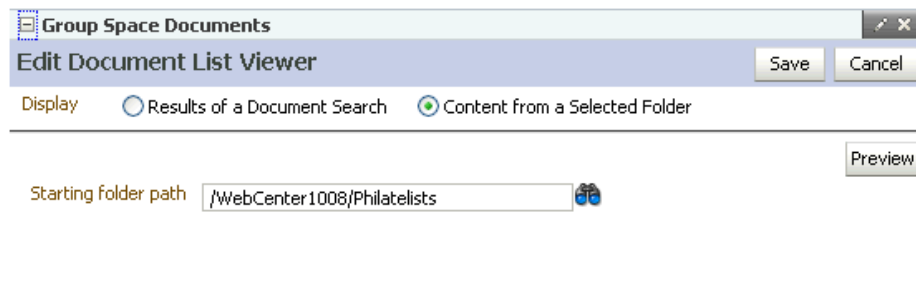 Group Space Documents
Edit Document List Viewer Save Cancel
Display Results of a Document Search Content from a Selected Folder
Preview
Starting folder path /WebCenter1008/Philatelists